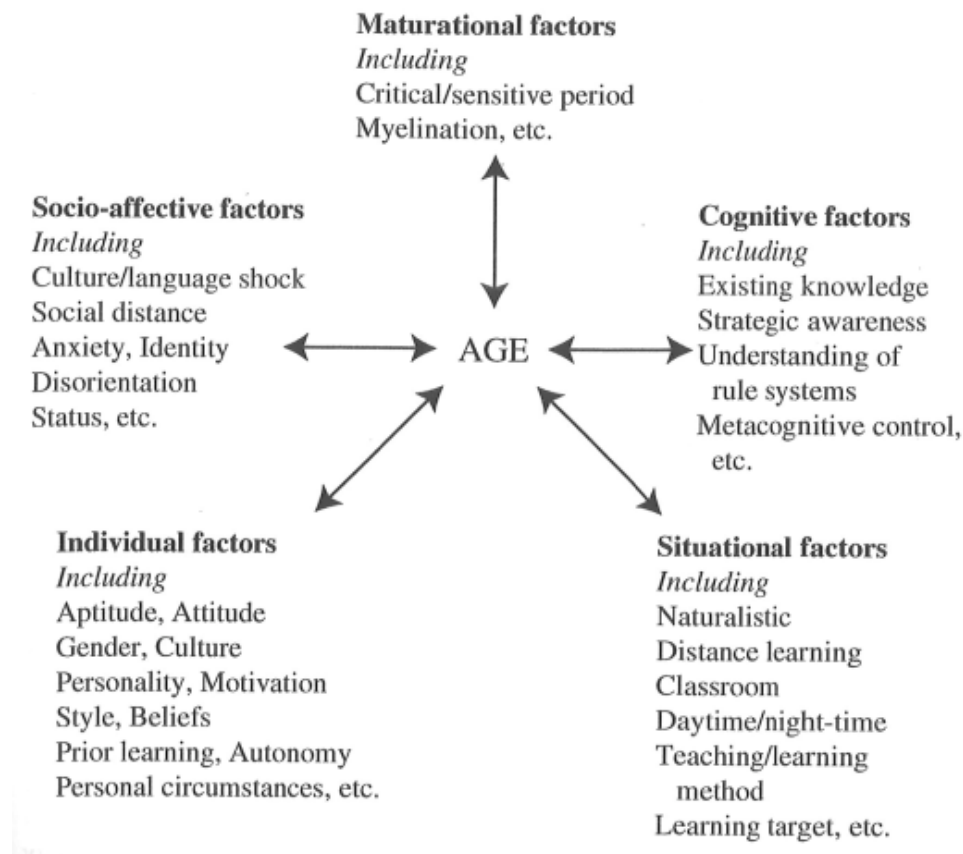 Maturational factors
Including
Critical/sensitive period
Myelination, etc.
Socio-affective factors
Including
Culture/language shock
Social distance
Anxiety, Identity
Disorientation
Status, etc.
AGE
Cognitive factors
Including
Existing knowledge
Strategic awareness
Understanding of
rule systems
Metacognitive control,
etc.
Individual factors
Including
Aptitude, Attitude
Gender, Culture
Personality, Motivation
Style, Beliefs
Prior learning, Autonomy
Personal circumstances, etc.
Situational factors
Including
Naturalistic
Distance learning
Classroom
Daytime/night-time
Teaching/learning
method
Learning target, etc.